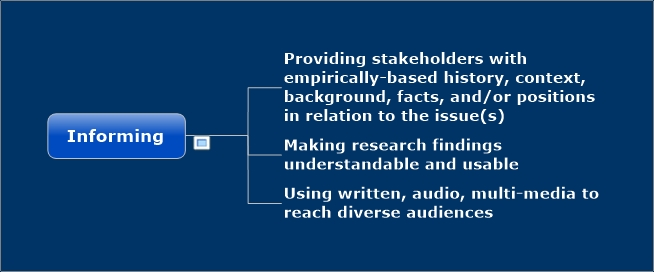 Informing
Providing stakeholders with
empirically-based history, context,
background, facts, and/or positions
in relation to the issue(s)
Making research findings
understandable and usable
Using written, audio, multi-media to
reach diverse audiences